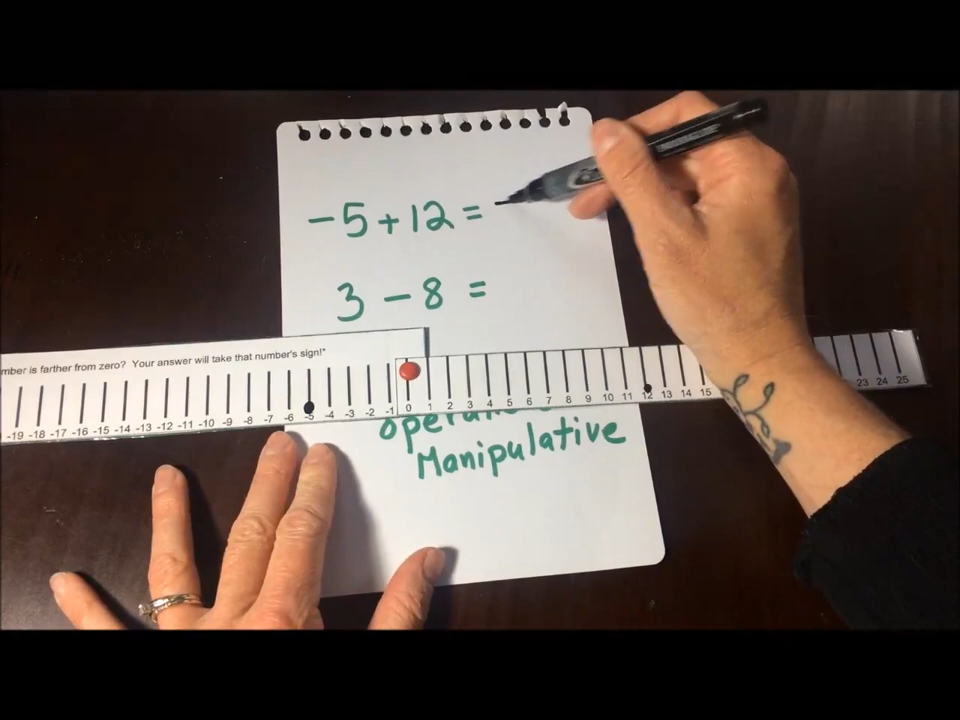 -5+12=
3-8=
mber is farther from zero? Your answer will take that number's sign!"
-19 -18 -17 -16 -15 -14 -13 -12 -11 -10 -9 -8 -7 -6 -5 -4 -3 -2 -1 0 1 2 3 4 5 6 7 8 9 10 11 12 13 14 15 23 24 25
Manipulative